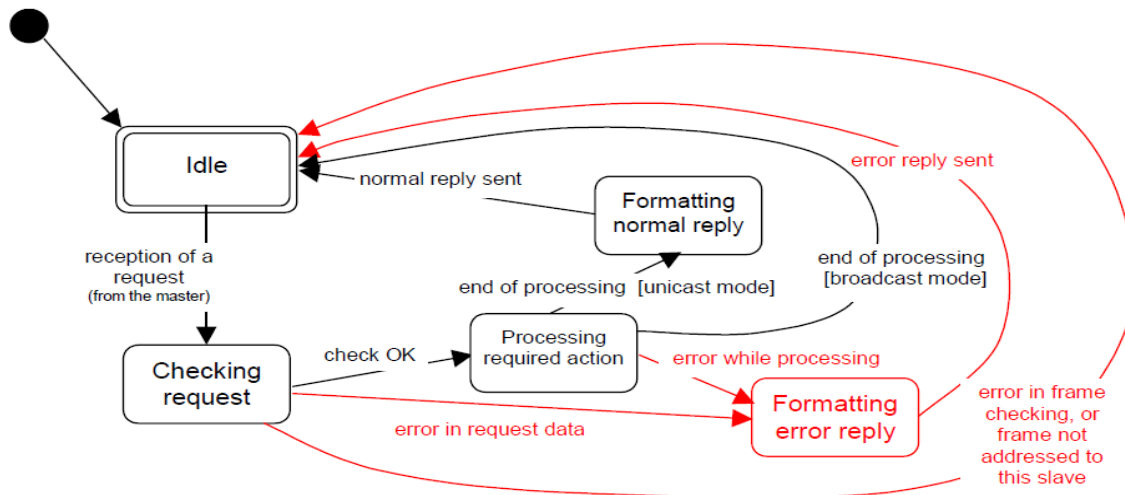 Idle
error reply sent
normal reply sent
Formatting
normal reply
reception of a
request
(from the master)
end of processing
[broadcast mode]
end of processing [unicast mode]
Processing
required action
check OK
Checking
request
error while processing
Formatting
error reply
error in frame
checking, or
frame not
addressed to
this slave
error in request data